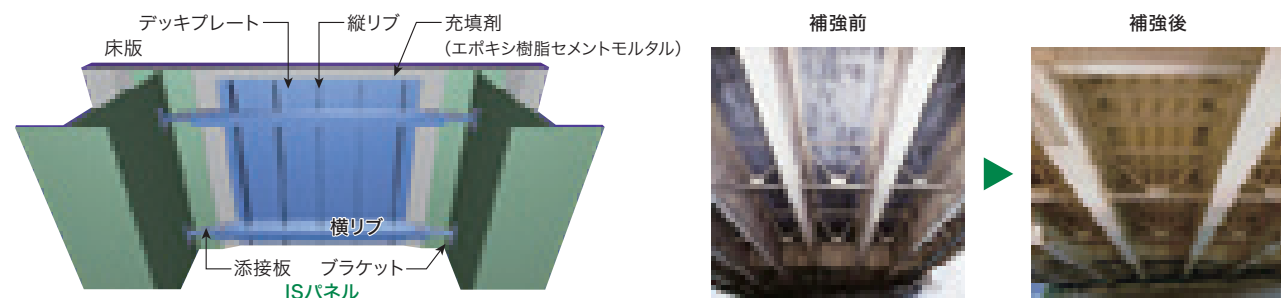 デッキプレート
縦リブ
充填剤
(エポキシ樹脂セメントモルタル)
床版
横リブ
添接板
ブラケット
ISパネル
補強前
補強後